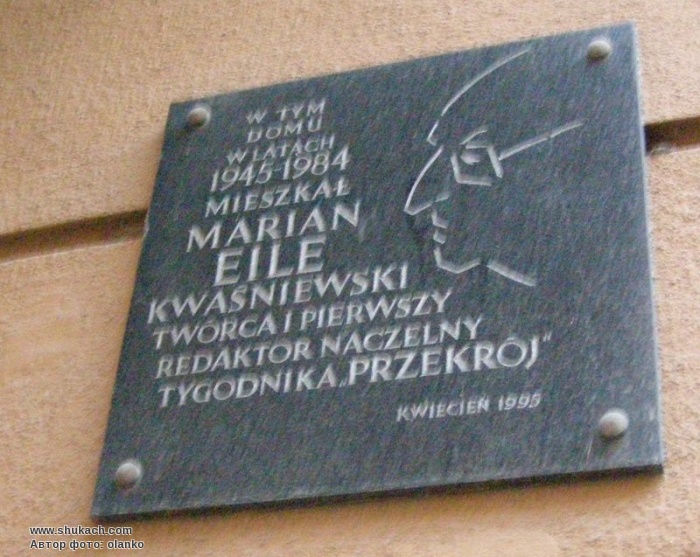 W TYM
DOMU
W LATACH
1945-1984
MIESZKAŁ
MARIAN
EILE
KWAŚNIEWSKI
TWÓRCA I PIERWSZY
REDAKTOR NACZELNY
TYGODNIKA „PRZEKRÓJ“
KWIECIEŃ 1995
www.shukach.com
Автор фото: olanko